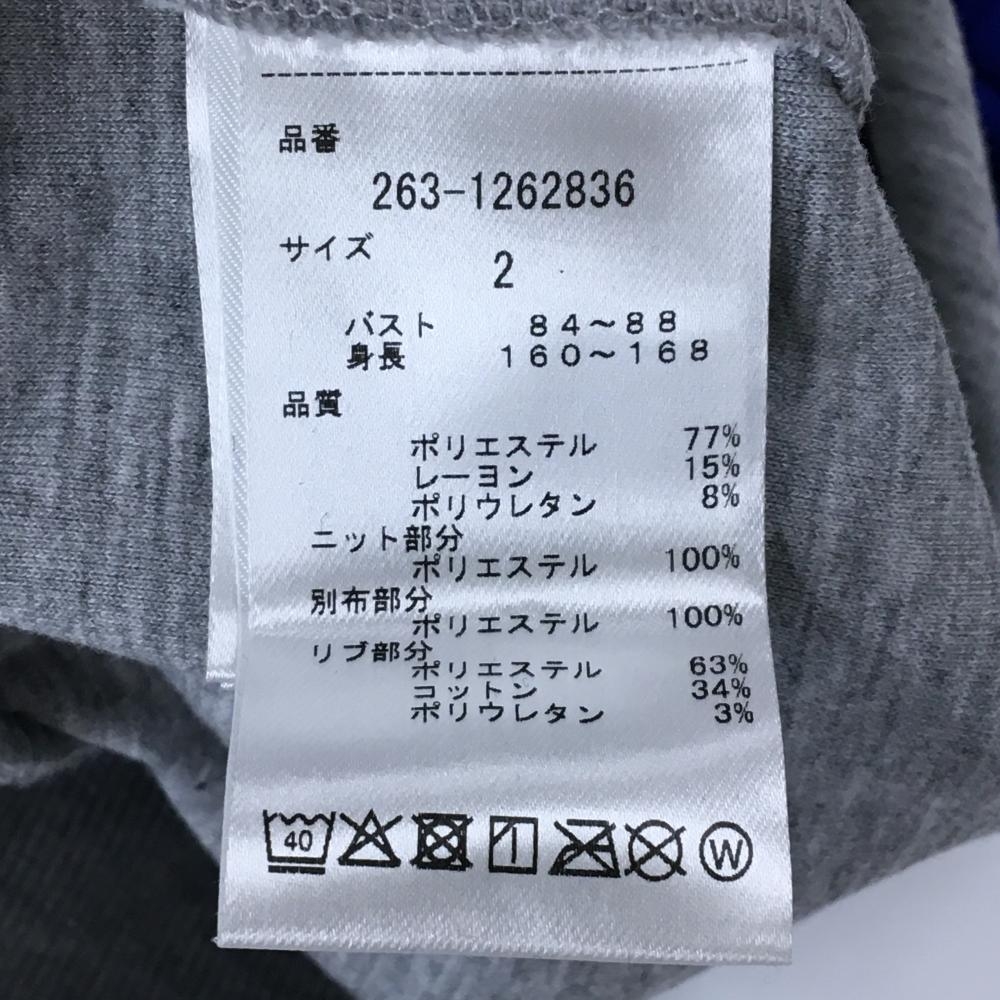 品番
263-1262836
サイズ
2
バスト 84～88
身長 160～168
品質
ポリエステル 77%
レーヨン 15%
ポリウレタン 8%
ニット部分
ポリエステル 100%
別布部分
ポリエステル 100%
リブ部分
ポリエステル 63%
コットン 34%
ポリウレタン 3%
40 W